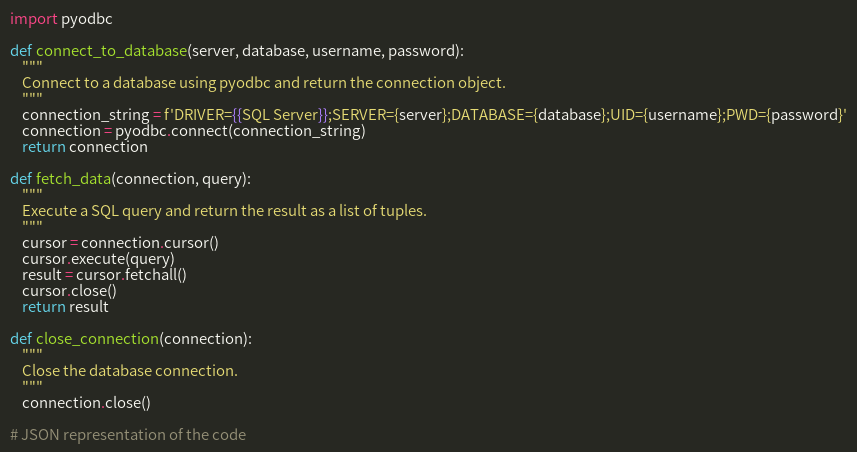 import pyodbc
def connect_to_database(server, database, username, password):
"""
Connect to a database using pyodbc and return the connection object.
"""
connection_string = f'DRIVER={{SQL Server}};SERVER={server};DATABASE={database};UID={username};PWD={password}'
connection = pyodbc.connect(connection_string)
return connection
def fetch_data(connection, query):
"""
Execute a SQL query and return the result as a list of tuples.
"""
cursor = connection.cursor()
cursor.execute(query)
result = cursor.fetchall()
cursor.close()
return result
def close_connection(connection):
"""
Close the database connection.
"""
connection.close()
# JSON representation of the code